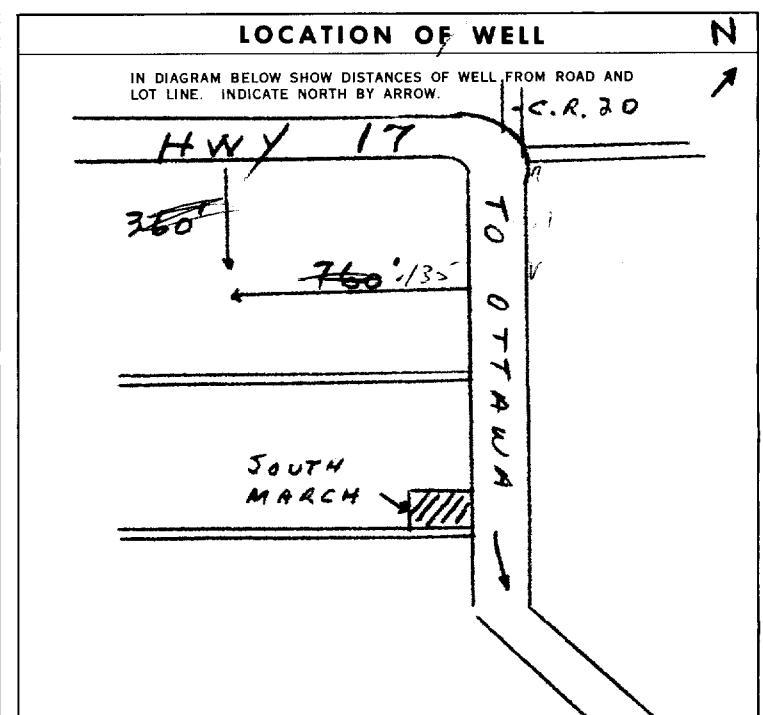 LOCATION OF WELL
N
IN DIAGRAM BELOW SHOW DISTANCES OF WELL FROM ROAD AND
LOT LINE. INDICATE NORTH BY ARROW.
C.R. 20
HWY 17
360'
760' 135
TO OTTAWA
SOUTH
MARCH